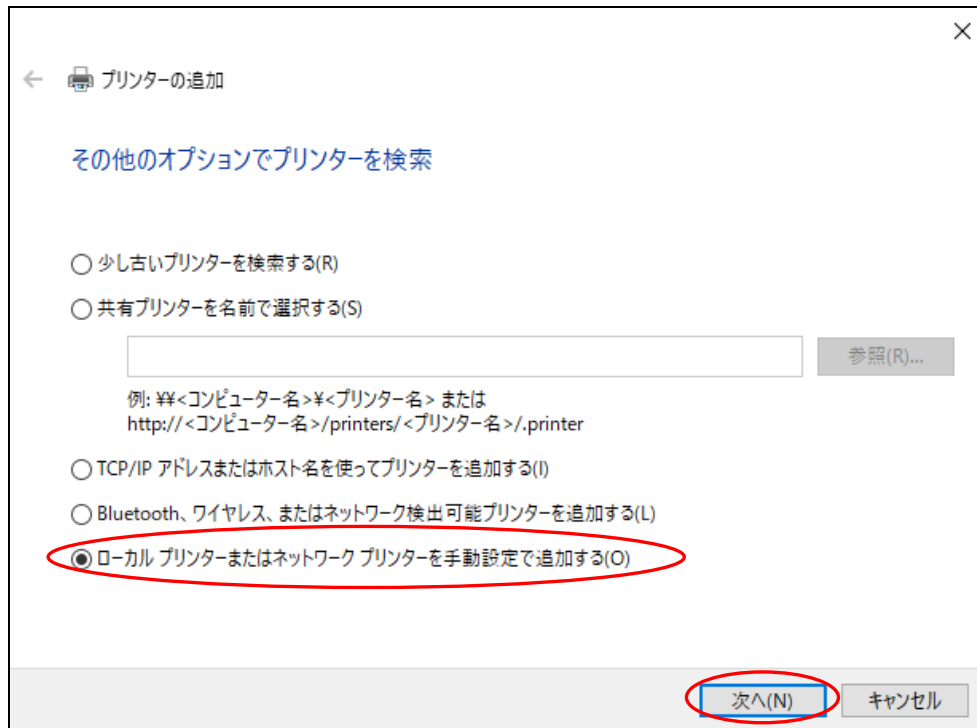 プリンターの追加
その他のオプションでプリンターを検索
少し古いプリンターを検索する(R)
共有プリンターを名前で選択する(S)
参照(R)...
例: ¥¥<コンピューター名>¥<プリンター名> または
http://<コンピューター名>/printers/<プリンター名>/.printer
TCP/IP アドレスまたはホスト名を使ってプリンターを追加する(I)
Bluetooth、ワイヤレス、またはネットワーク検出可能プリンターを追加する(L)
ローカル プリンターまたはネットワーク プリンターを手動設定で追加する(O)
次へ(N)
キャンセル